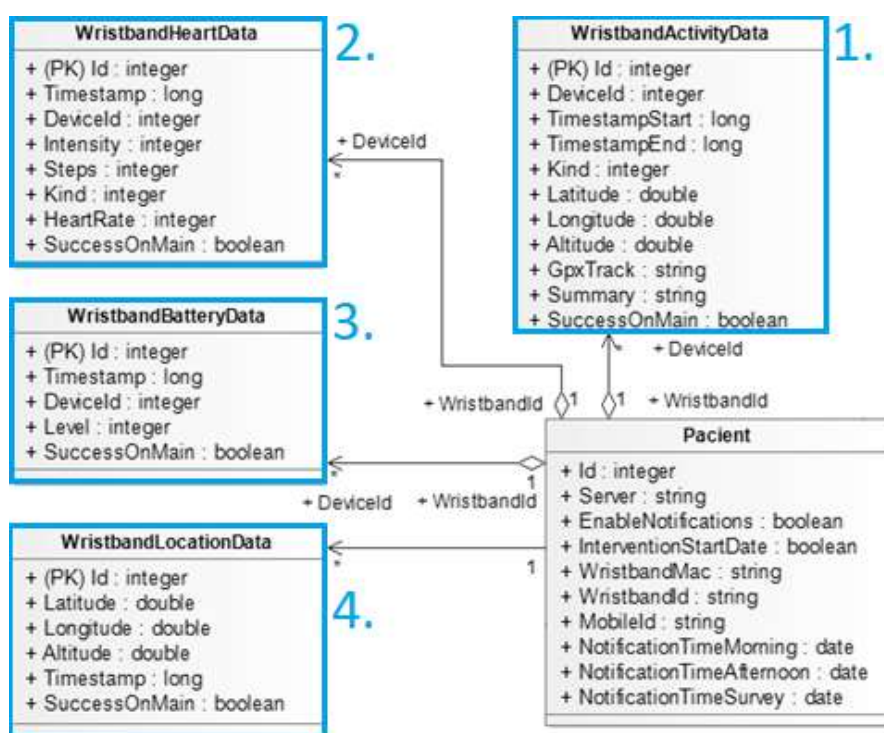 WristbandHeartData
+ (PK) Id : integer
+ Timestamp : long
+ DeviceId : integer
+ Intensity : integer
+ Steps : integer
+ Kind : integer
+ HeartRate : integer
+ SuccessOnMain : boolean
2.
WristbandActivityData
+ (PK) Id : integer
+ DeviceId : integer
+ TimestampStart : long
+ TimestampEnd : long
+ Kind : integer
+ Latitude : double
+ Longitude : double
+ Altitude : double
+ GpxTrack : string
+ Summary : string
+ SuccessOnMain : boolean
1.
+ DeviceId
*
WristbandBatteryData
+ (PK) Id : integer
+ Timestamp : long
+ DeviceId : integer
+ Level : integer
+ SuccessOnMain : boolean
3.
* + DeviceId
+ WristbandId 1
1 + WristbandId
Pacient
+ Id : integer
+ Server : string
+ EnableNotifications : boolean
+ InterventionStartDate : boolean
+ WristbandMac : string
+ WristbandId : string
+ MobileId : string
+ NotificationTimeMorning : date
+ NotificationTimeAfternoon : date
+ NotificationTimeSurvey : date
* 1
+ DeviceId + WristbandId
WristbandLocationData
+ (PK) Id : integer
+ Latitude : double
+ Longitude : double
+ Altitude : double
+ Timestamp : long
+ SuccessOnMain : boolean
4.
* 1